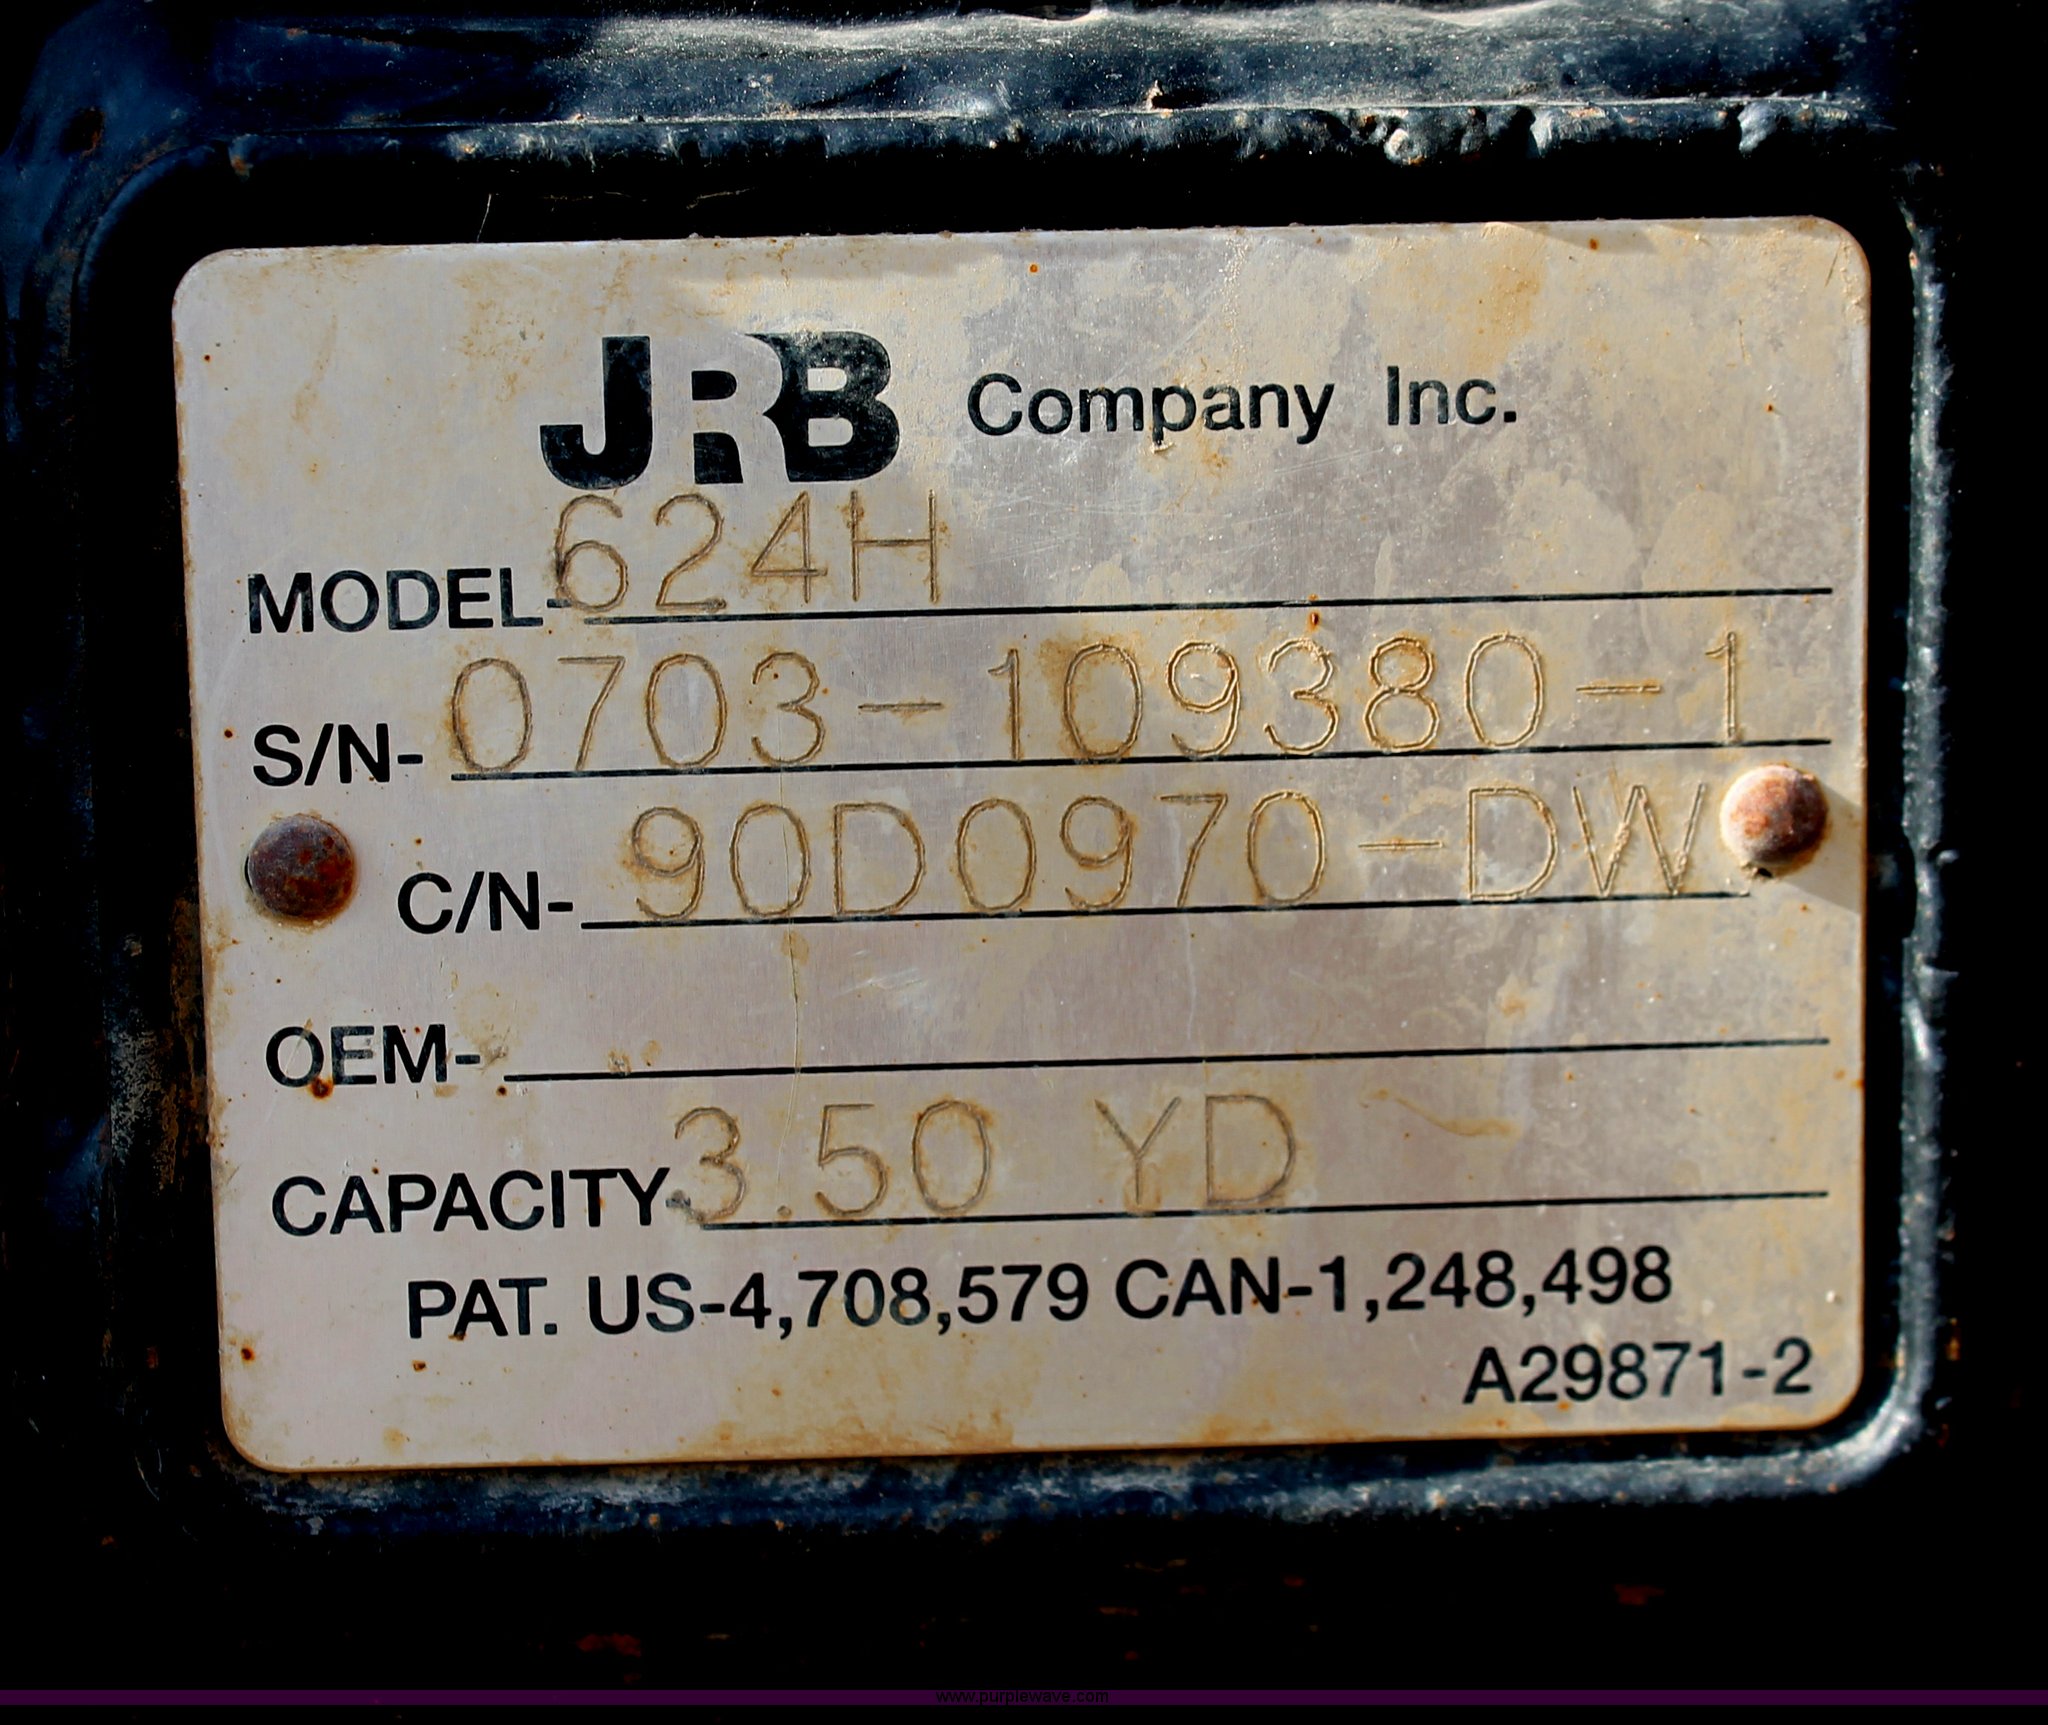 JRB Company Inc.
MODEL- 624H
S/N- 0703-109380-1
C/N- 90D0970-DW
OEM-
CAPACITY- 3.50 YD
PAT. US-4,708,579 CAN-1,248,498
A29871-2
www.purplewave.com